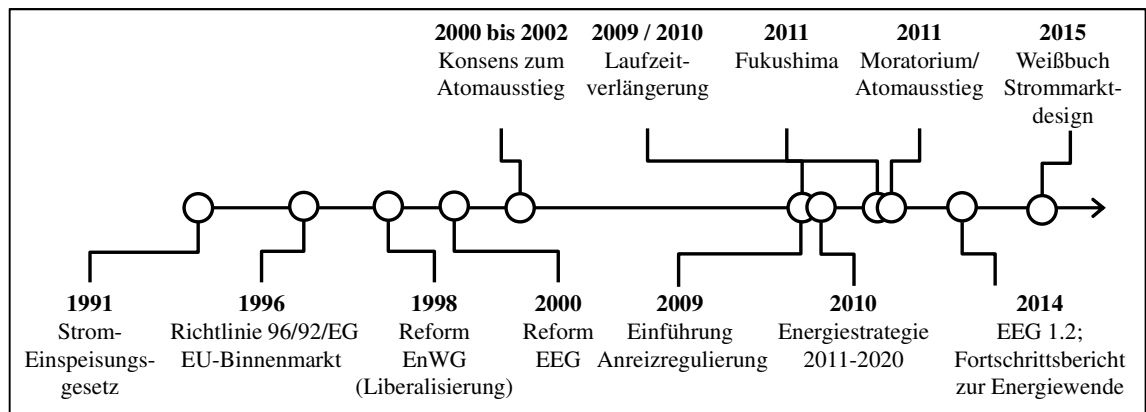 2000 bis 2002
Konsens zum
Atomausstieg
2009 / 2010
Laufzeit-
verlängerung
2011
Fukushima
2011
Moratorium/
Atomausstieg
2015
Weißbuch
Strommarkt-
design
1991
Strom-
Einspeisungs-
gesetz
1996
Richtlinie 96/92/EG
EU-Binnenmarkt
1998
Reform
EnWG
(Liberalisierung)
2000
Reform
EEG
2009
Einführung
Anreizregulierung
2010
Energiestrategie
2011-2020
2014
EEG 1.2;
Fortschrittsbericht
zur Energiewende